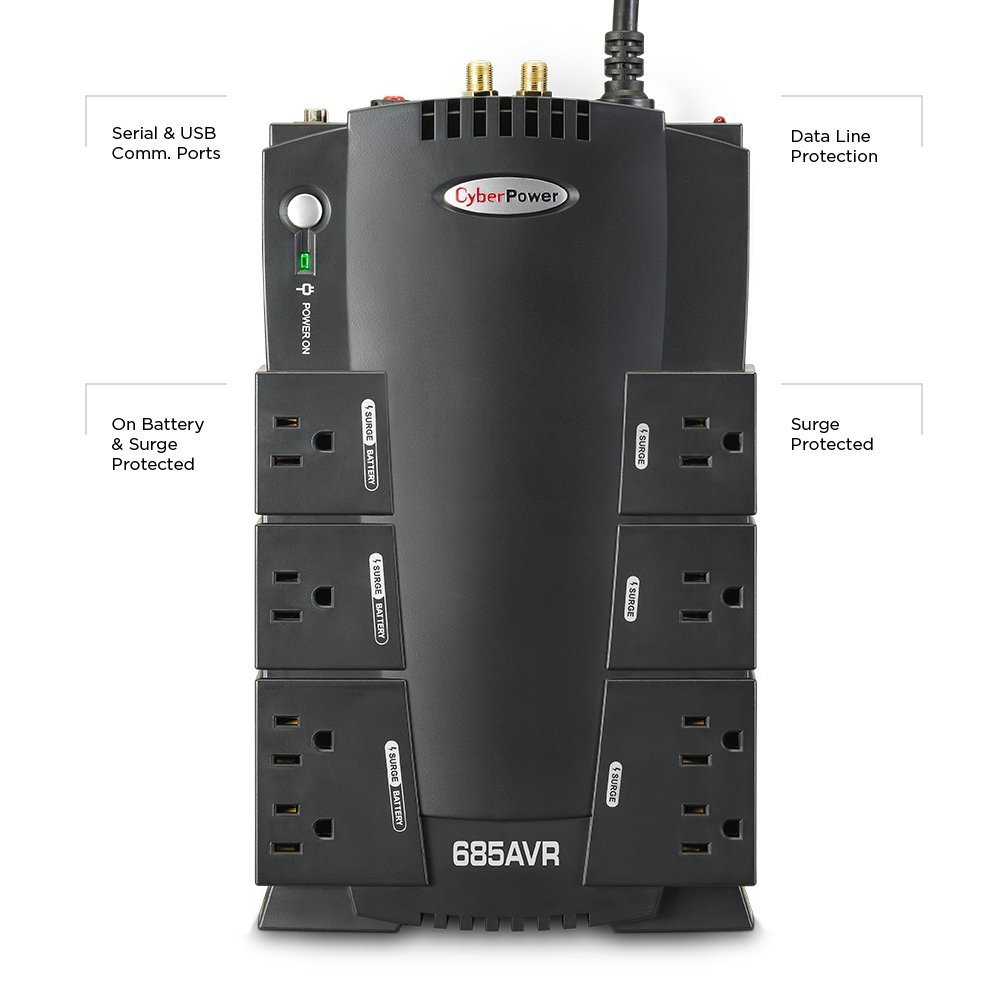 Serial & USB
Comm. Ports
Data Line
Protection
CyberPower
POWER ON
On Battery
& Surge
Protected
Surge
Protected
SURGE BATTERY
SURGE
SURGE BATTERY
SURGE
SURGE BATTERY
SURGE
685AVR